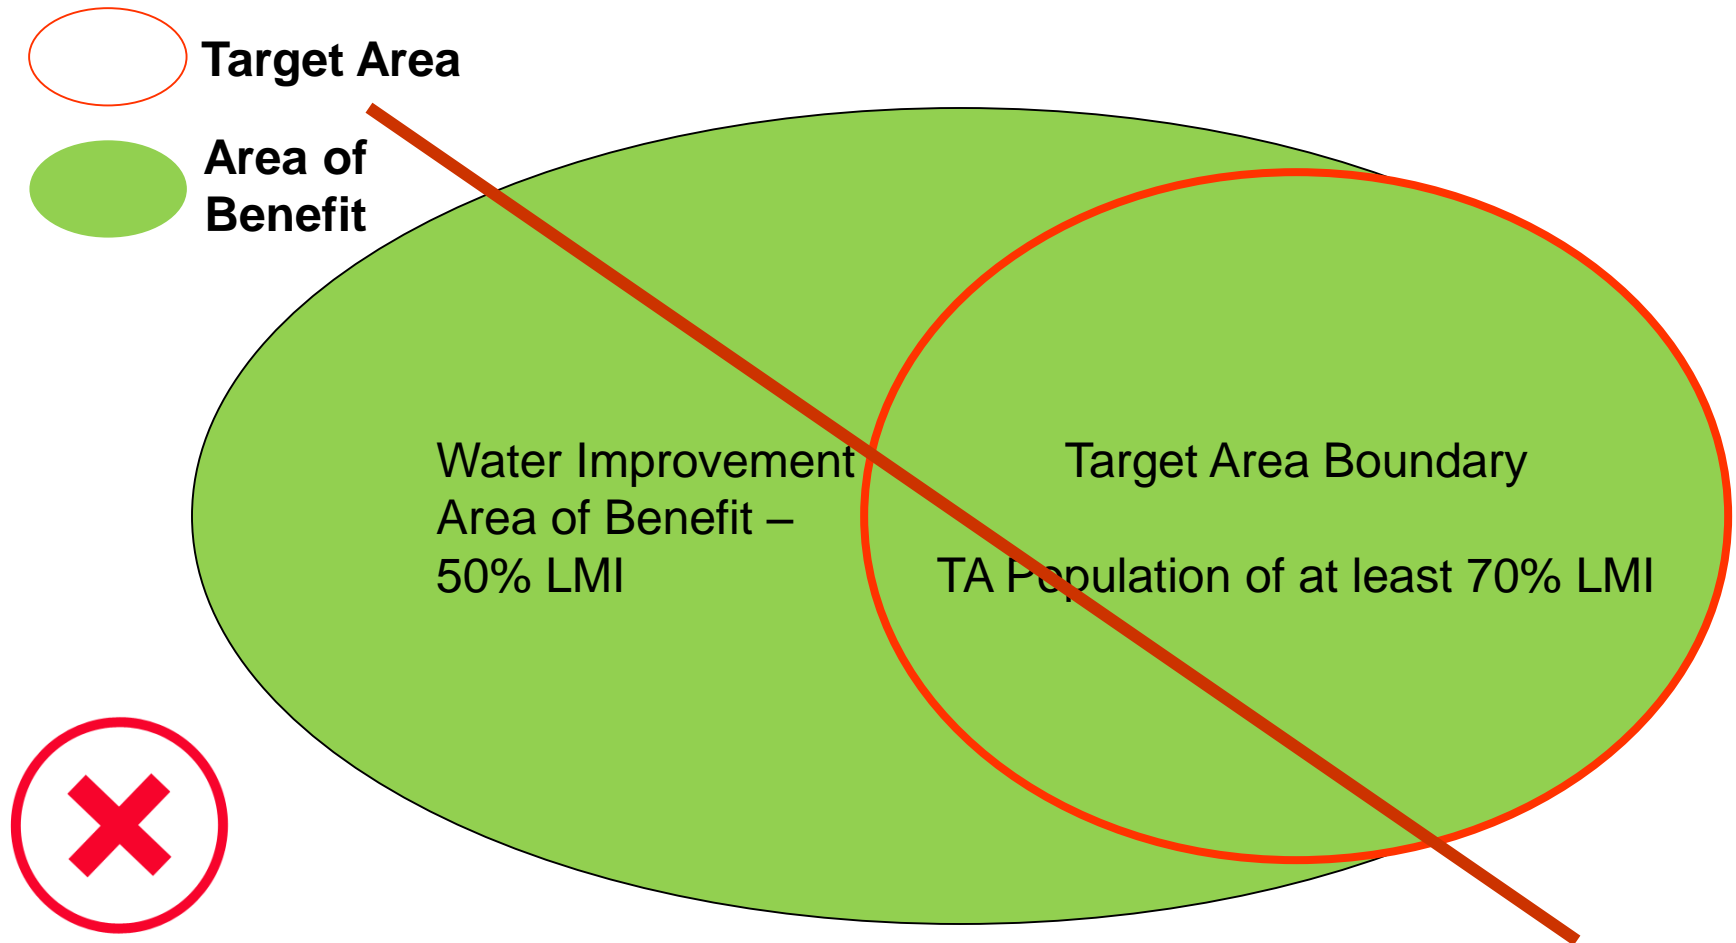 Target Area
Area of
Benefit
Water Improvement
Area of Benefit –
50% LMI
Target Area Boundary
TA Population of at least 70% LMI